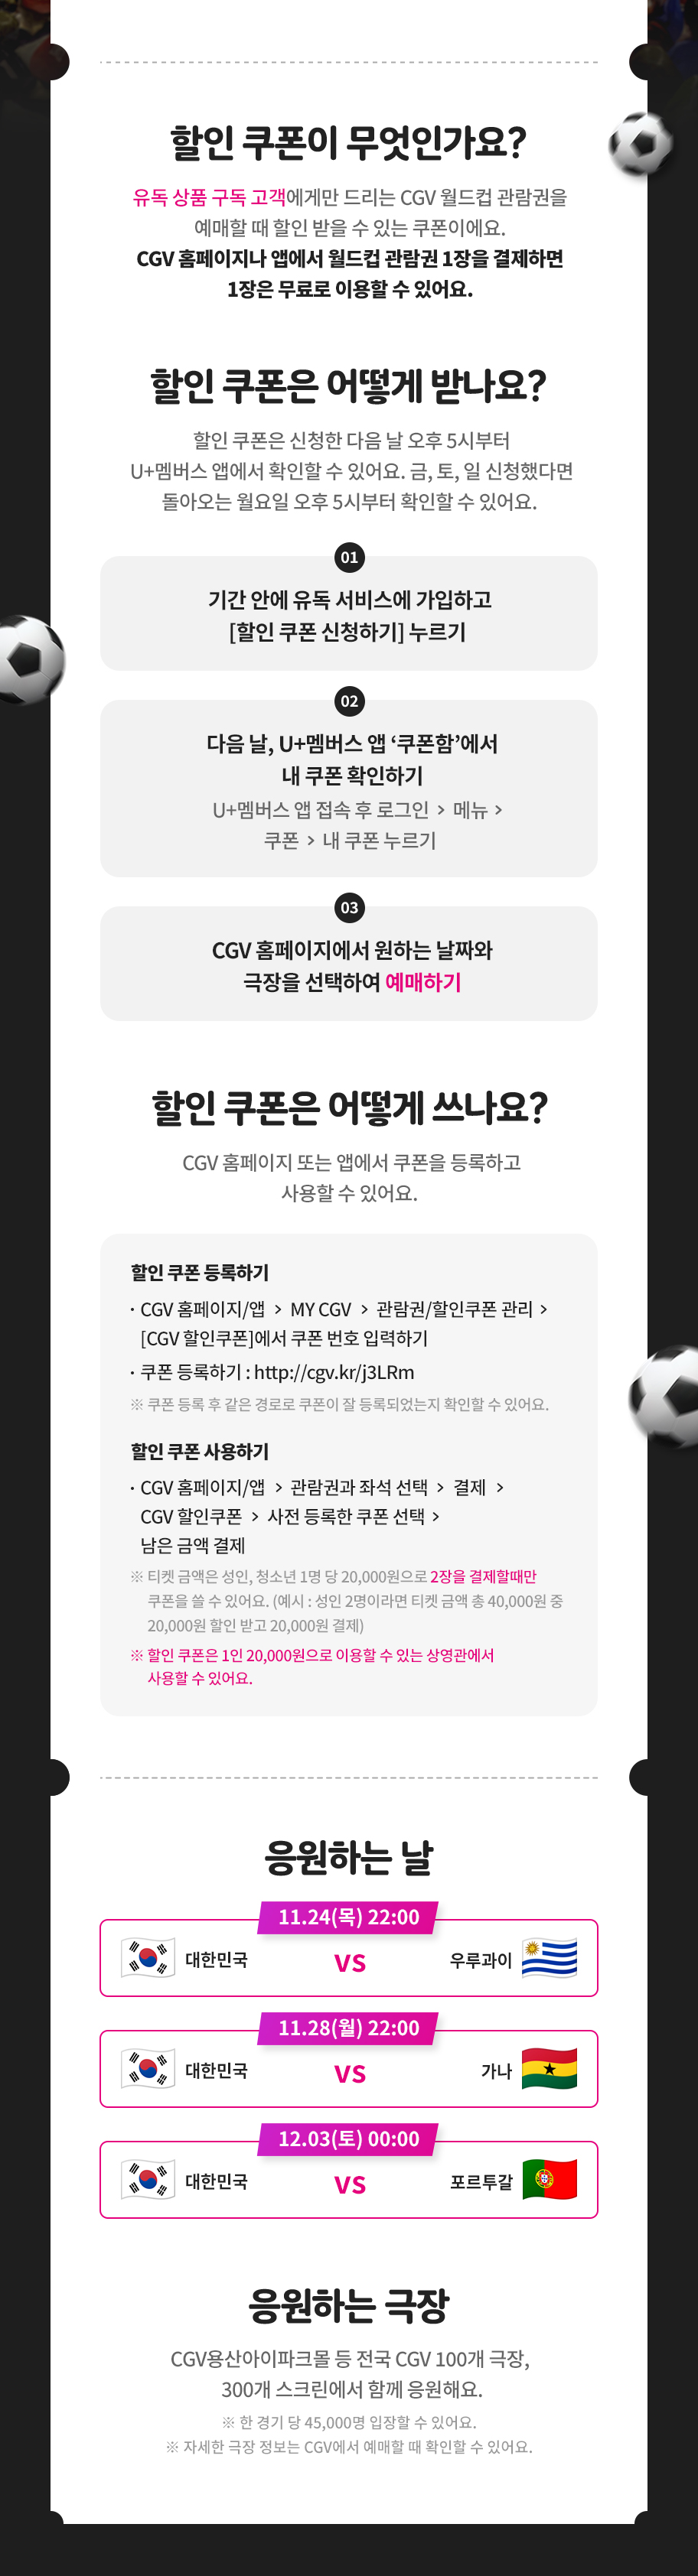 할인 쿠폰이 무엇인가요?
유독 상품 구독 고객에게만 드리는 CGV 월드컵 관람권을
예매할 때 할인 받을 수 있는 쿠폰이에요.
CGV 홈페이지나 앱에서 월드컵 관람권 1장을 결제하면
1장은 무료로 이용할 수 있어요.
할인 쿠폰은 어떻게 받나요?
할인 쿠폰은 신청한 다음 날 오후 5시부터
U+멤버스 앱에서 확인할 수 있어요. 금, 토, 일 신청했다면
돌아오는 월요일 오후 5시부터 확인할 수 있어요.
01
기간 안에 유독 서비스에 가입하고
[할인 쿠폰 신청하기] 누르기
02
다음 날, U+멤버스 앱 ‘쿠폰함’에서
내 쿠폰 확인하기
U+멤버스 앱 접속 후 로그인 > 메뉴 >
쿠폰 > 내 쿠폰 누르기
03
CGV 홈페이지에서 원하는 날짜와
극장을 선택하여 예매하기
할인 쿠폰은 어떻게 쓰나요?
CGV 홈페이지 또는 앱에서 쿠폰을 등록하고
사용할 수 있어요.
할인 쿠폰 등록하기
· CGV 홈페이지/앱 > MY CGV > 관람권/할인쿠폰 관리 >
[CGV 할인쿠폰]에서 쿠폰 번호 입력하기
· 쿠폰 등록하기 : http://cgv.kr/j3LRm
※ 쿠폰 등록 후 같은 경로로 쿠폰이 잘 등록되었는지 확인할 수 있어요.
할인 쿠폰 사용하기
· CGV 홈페이지/앱 > 관람권과 좌석 선택 > 결제 >
CGV 할인쿠폰 > 사전 등록한 쿠폰 선택 >
남은 금액 결제
※ 티켓 금액은 성인, 청소년 1명 당 20,000원으로 2장을 결제할때만
쿠폰을 쓸 수 있어요. (예시 : 성인 2명이라면 티켓 금액 총 40,000원 중
20,000원 할인 받고 20,000원 결제)
※ 할인 쿠폰은 1인 20,000원으로 이용할 수 있는 상영관에서
사용할 수 있어요.
응원하는 날
11.24(목) 22:00
대한민국 VS 우루과이
11.28(월) 22:00
대한민국 VS 가나
12.03(토) 00:00
대한민국 VS 포르투갈
응원하는 극장
CGV용산아이파크몰 등 전국 CGV 100개 극장,
300개 스크린에서 함께 응원해요.
※ 한 경기 당 45,000명 입장할 수 있어요.
※ 자세한 극장 정보는 CGV에서 예매할 때 확인할 수 있어요.